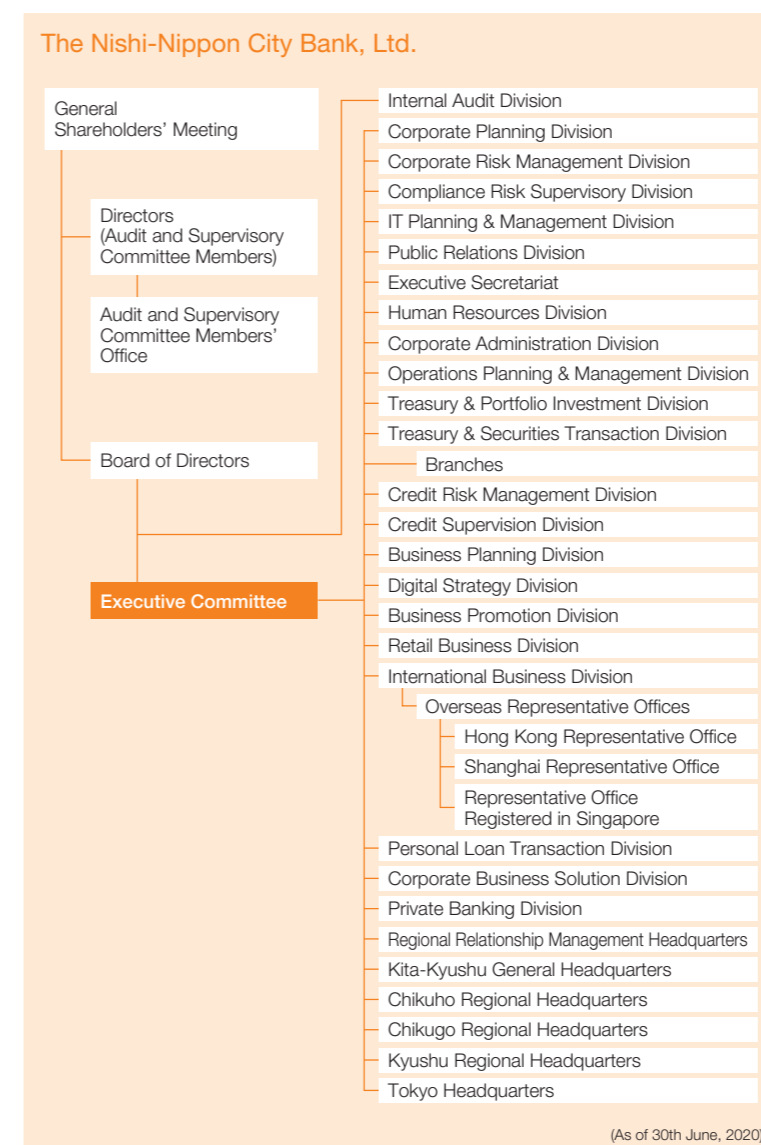 The Nishi-Nippon City Bank, Ltd.
General
Shareholders' Meeting
Directors
(Audit and Supervisory
Committee Members)
Audit and Supervisory
Committee Members'
Office
Board of Directors
Executive Committee
Internal Audit Division
Corporate Planning Division
Corporate Risk Management Division
Compliance Risk Supervisory Division
IT Planning & Management Division
Public Relations Division
Executive Secretariat
Human Resources Division
Corporate Administration Division
Operations Planning & Management Division
Treasury & Portfolio Investment Division
Treasury & Securities Transaction Division
Branches
Credit Risk Management Division
Credit Supervision Division
Business Planning Division
Digital Strategy Division
Business Promotion Division
Retail Business Division
International Business Division
Overseas Representative Offices
Hong Kong Representative Office
Shanghai Representative Office
Representative Office
Registered in Singapore
Personal Loan Transaction Division
Corporate Business Solution Division
Private Banking Division
Regional Relationship Management Headquarters
Kita-Kyushu General Headquarters
Chikuho Regional Headquarters
Chikugo Regional Headquarters
Kyushu Regional Headquarters
Tokyo Headquarters
(As of 30th June, 2020)